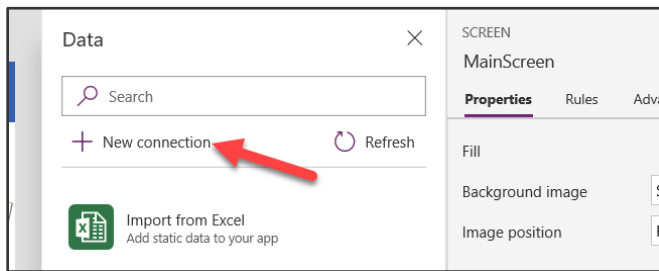 Data
Search
New connection
Refresh
Import from Excel
Add static data to your app
SCREEN
MainScreen
Properties Rules
Fill
Background image
Image position